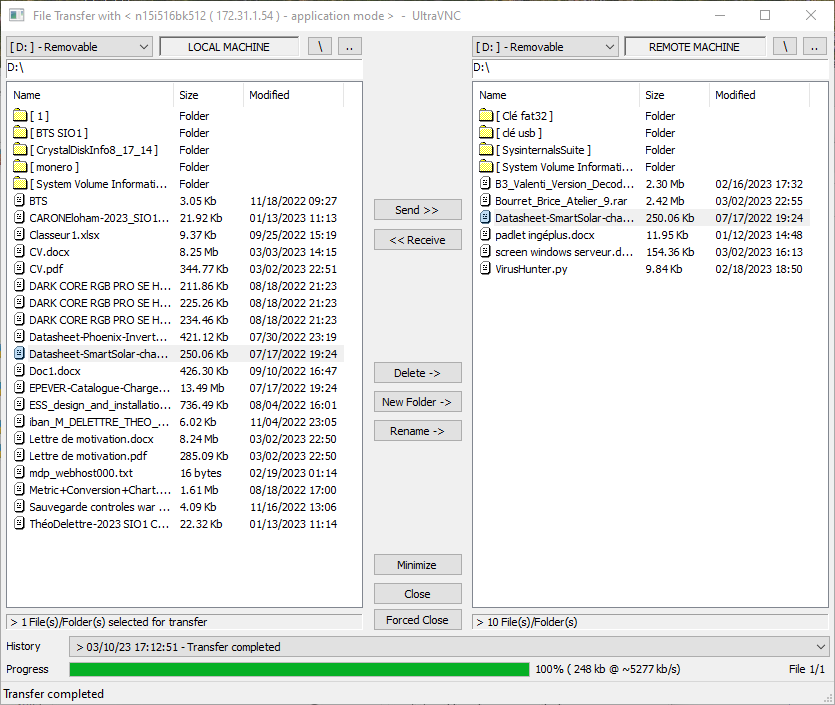 File Transfer with < n15i516bk512 ( 172.31.1.54 ) - application mode > - UltraVNC
[ D: ] - Removable LOCAL MACHINE \ ..
D:\
Name Size Modified
[ 1 ] Folder
[ BTS SIO1 ] Folder
[ CrystalDiskInfo8_17_14 ] Folder
[ monero ] Folder
[ System Volume Informati... Folder
BTS 3.05 Kb 11/18/2022 09:27
CARONEloham-2023_SIO1... 21.92 Kb 01/13/2023 11:13
Classeur1.xlsx 9.37 Kb 09/25/2022 15:19
CV.docx 8.25 Mb 03/03/2023 14:15
CV.pdf 344.77 Kb 03/02/2023 22:51
DARK CORE RGB PRO SE H... 211.86 Kb 08/18/2022 21:23
DARK CORE RGB PRO SE H... 225.26 Kb 08/18/2022 21:23
DARK CORE RGB PRO SE H... 234.46 Kb 08/18/2022 21:23
Datasheet-Phoenix-Invert... 421.12 Kb 07/30/2022 23:19
Datasheet-SmartSolar-cha... 250.06 Kb 07/17/2022 19:24
Doc1.docx 426.30 Kb 09/10/2022 16:47
EPEVER-Catalogue-Charge... 13.49 Mb 07/17/2022 19:24
ESS_design_and_installatio... 736.49 Kb 08/04/2022 16:01
iban_M_DELETTRE_THEO_... 6.02 Kb 11/04/2022 23:05
Lettre de motivation.docx 8.24 Mb 03/02/2023 22:50
Lettre de motivation.pdf 285.09 Kb 03/02/2023 22:50
mdp_webhost000.txt 16 bytes 02/19/2023 01:14
Metric+Conversion+Chart.... 1.61 Mb 08/18/2022 17:00
Sauvegarde controles war ... 4.09 Kb 11/16/2022 13:06
ThéoDelettre-2023 SIO1 C... 22.32 Kb 01/13/2023 11:14
> 1 File(s)/Folder(s) selected for transfer
Send >>
<< Receive
Delete ->
New Folder ->
Rename ->
Minimize
Close
Forced Close
[ D: ] - Removable REMOTE MACHINE \ ..
D:\
Name Size Modified
[ Clé fat32 ] Folder
[ clé usb ] Folder
[ SysinternalsSuite ] Folder
[ System Volume Informati... Folder
B3_Valenti_Version_Decod... 2.30 Mb 02/16/2023 17:32
Bourret_Brice_Atelier_9.rar 2.42 Mb 03/02/2023 22:55
Datasheet-SmartSolar-cha... 250.06 Kb 07/17/2022 19:24
padlet ingéplus.docx 11.95 Kb 01/12/2023 14:48
screen windows serveur.d... 154.36 Kb 03/02/2023 16:13
VirusHunter.py 9.84 Kb 02/18/2023 18:50
> 10 File(s)/Folder(s)
History > 03/10/23 17:12:51 - Transfer completed
Progress 100% ( 248 kb @ ~5277 kb/s) File 1/1
Transfer completed